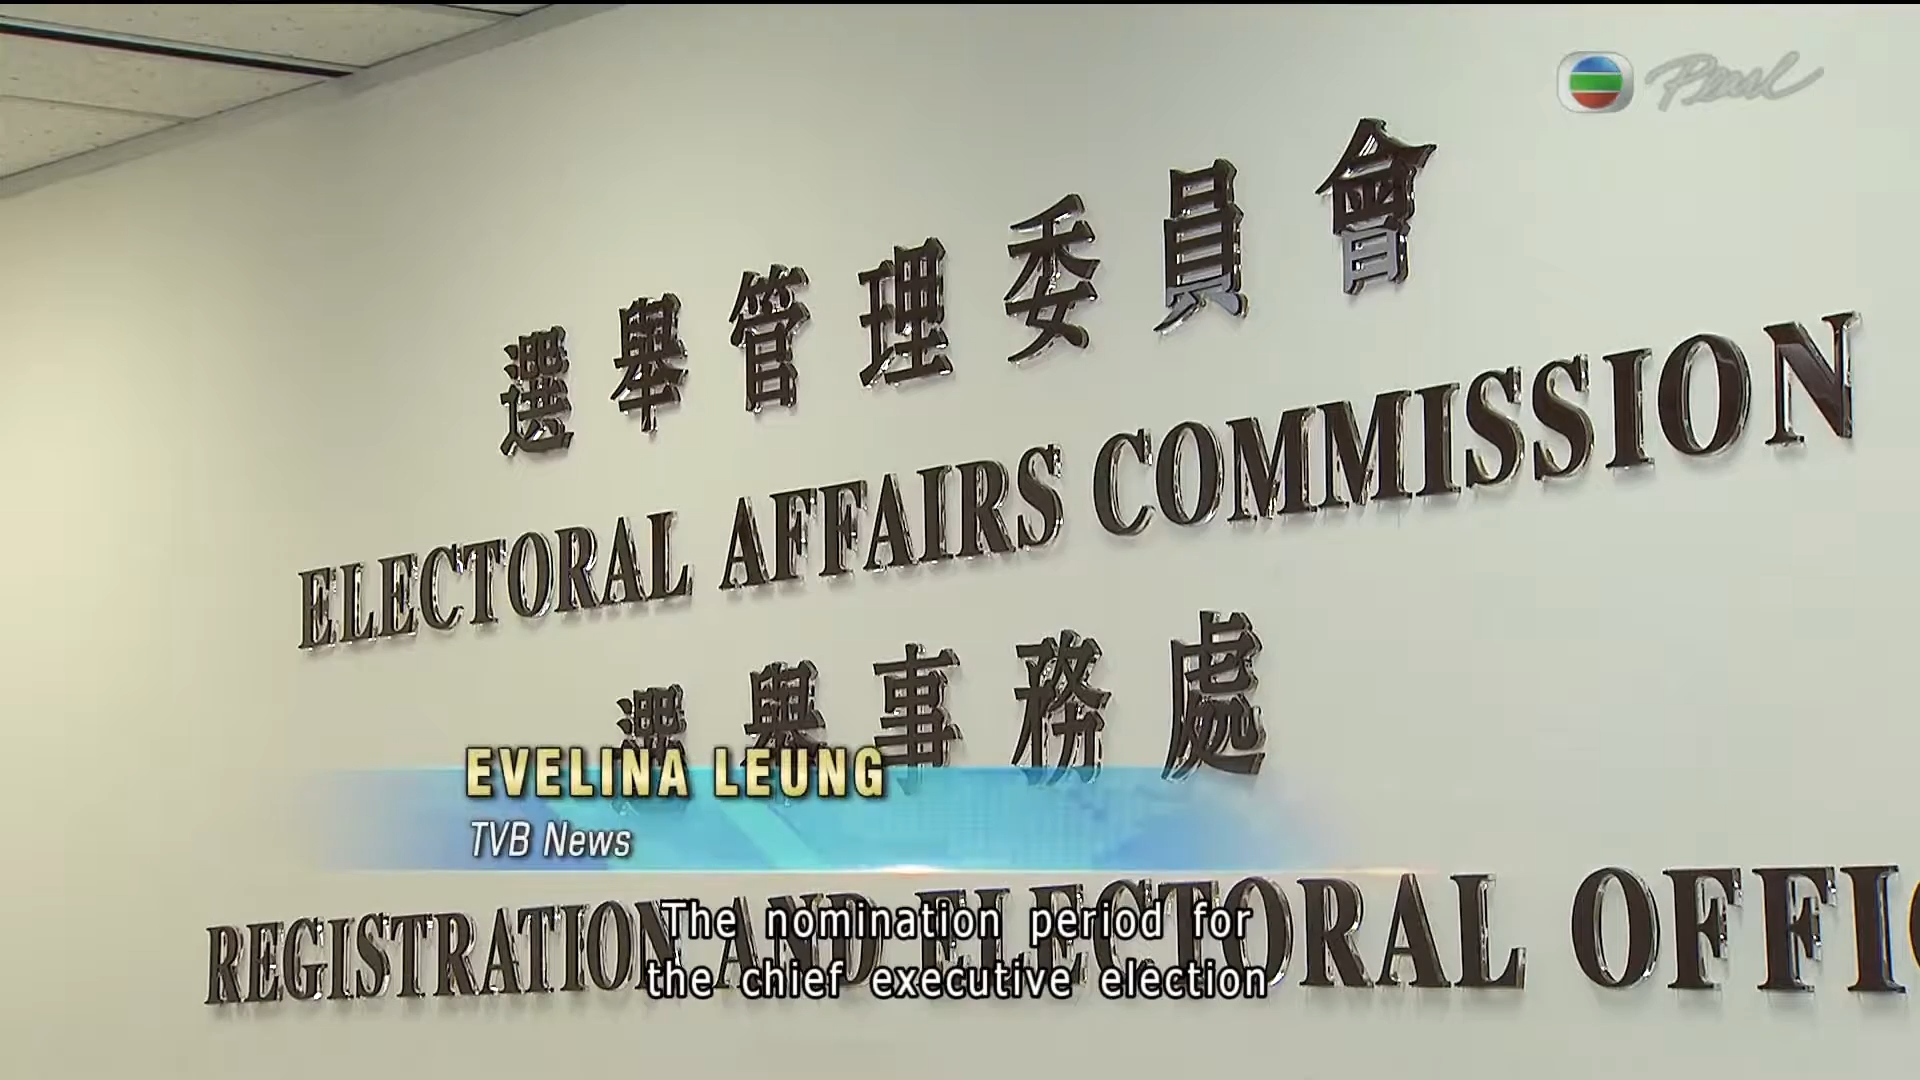 Pearl
選舉管理委員會
ELECTORAL AFFAIRS COMMISSION
選舉事務處
EVELINA LEUNG
TVB News
REGISTRATION AND ELECTORAL OFFIC
The nomination period for
the chief executive election